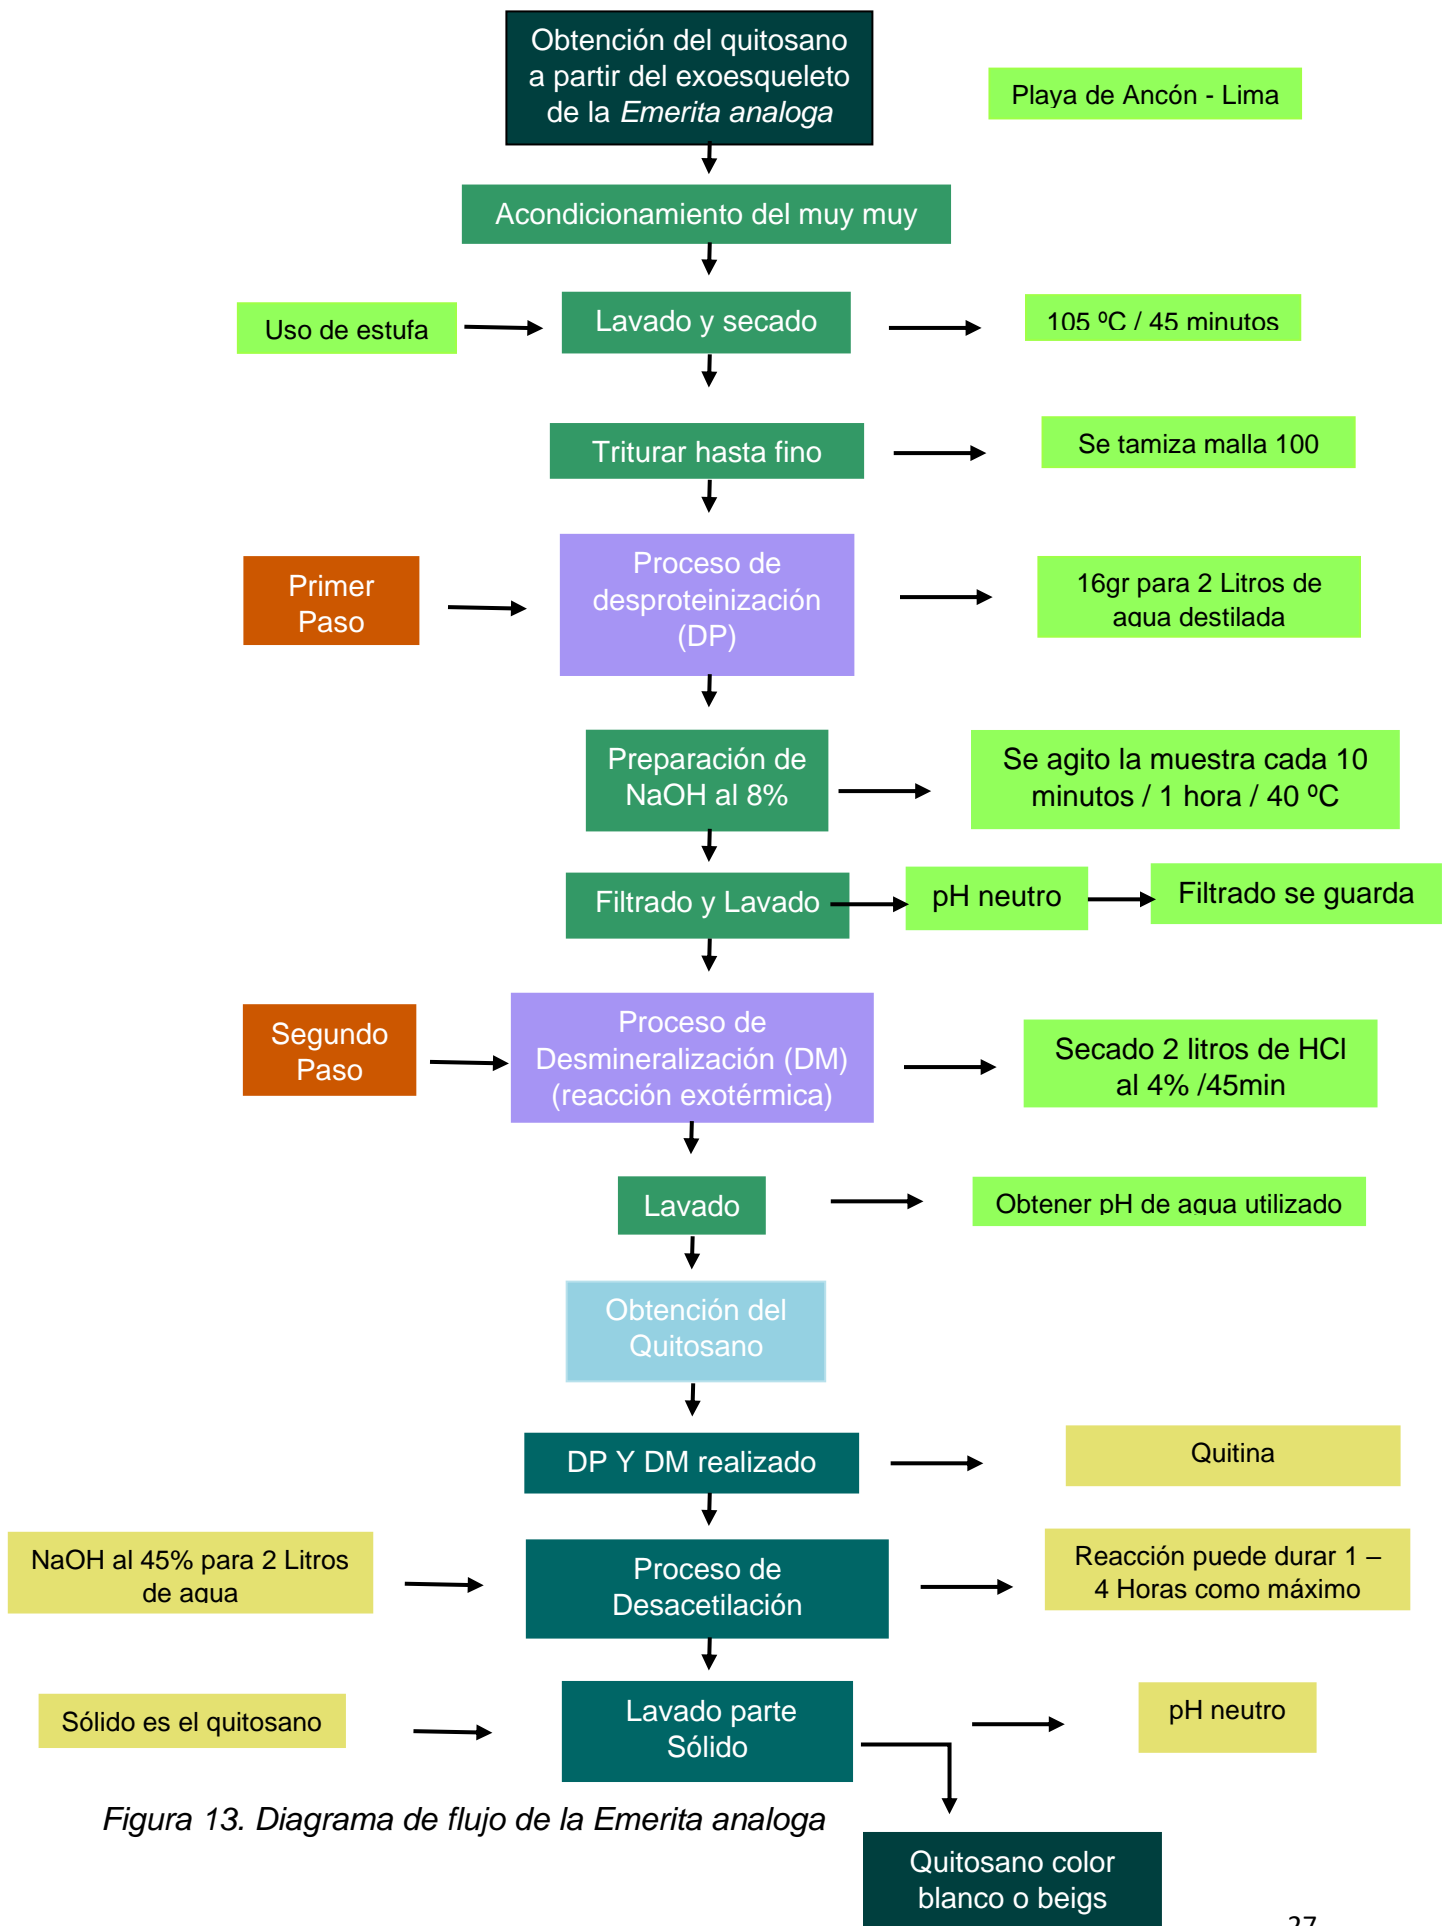 Obtención del quitosano
a partir del exoesqueleto
de la Emerita analoga
Playa de Ancón - Lima
Acondicionamiento del muy muy
Uso de estufa
Lavado y secado
105 ºC / 45 minutos
Triturar hasta fino
Se tamiza malla 100
Primer
Paso
Proceso de
desproteinización
(DP)
16gr para 2 Litros de
agua destilada
Preparación de
NaOH al 8%
Se agito la muestra cada 10
minutos / 1 hora / 40 ºC
Filtrado y Lavado
pH neutro
Filtrado se guarda
Segundo
Paso
Proceso de
Desmineralización (DM)
(reacción exotérmica)
Secado 2 litros de HCl
al 4% /45min
Lavado
Obtener pH de agua utilizado
Obtención del
Quitosano
DP Y DM realizado
Quitina
NaOH al 45% para 2 Litros
de agua
Proceso de
Desacetilación
Reacción puede durar 1 –
4 Horas como máximo
Sólido es el quitosano
Lavado parte
Sólido
pH neutro
Figura 13. Diagrama de flujo de la Emerita analoga
Quitosano color
blanco o beigs
27